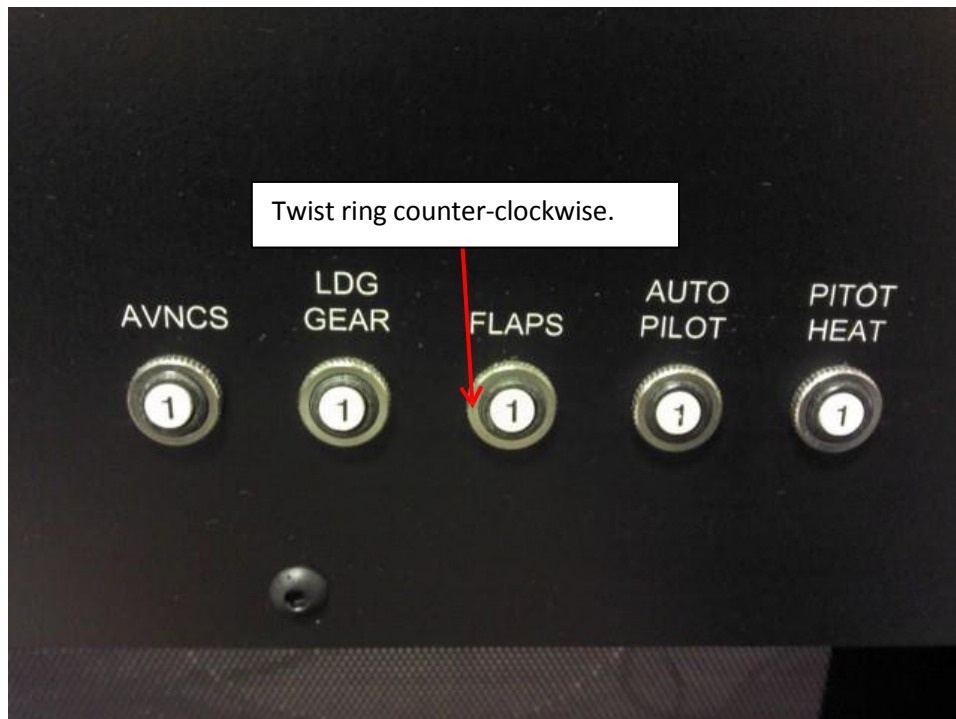 Twist ring counter-clockwise.
AVNCS
LDG
GEAR
FLAPS
AUTO
PILOT
PITOT
HEAT
1
1
1
1
1